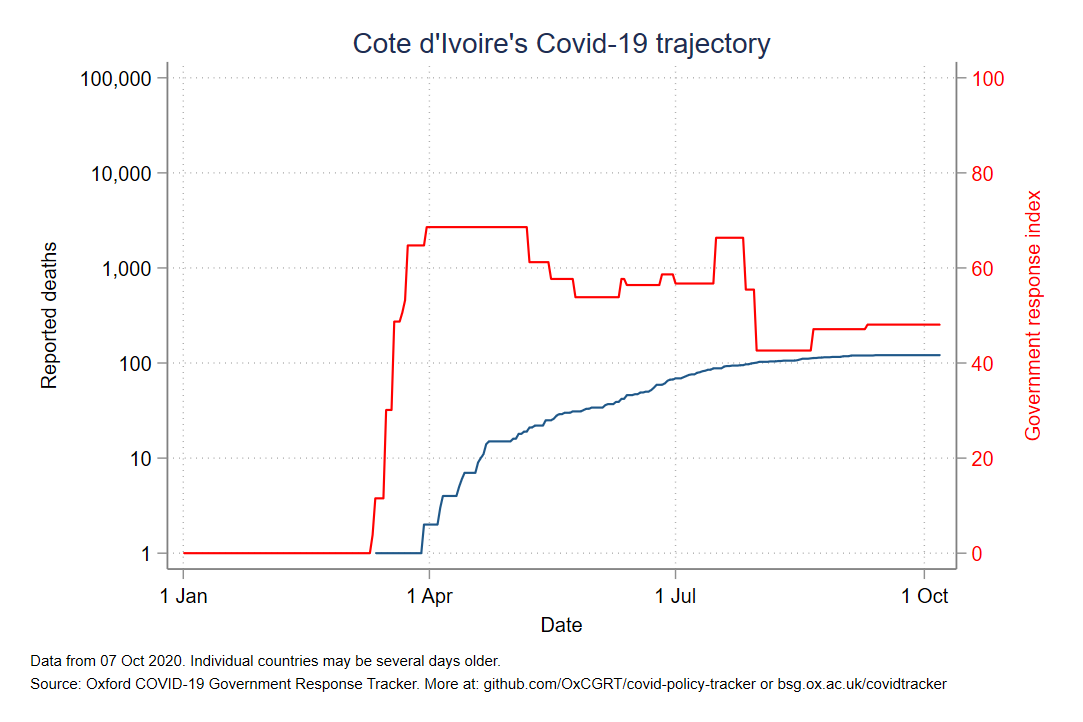 Cote d'Ivoire's Covid-19 trajectory
100,000
10,000
1,000
100
10
1
Reported deaths
100
80
60
40
20
0
Government response index
1 Jan
1 Apr
1 Jul
1 Oct
Date
Data from 07 Oct 2020. Individual countries may be several days older.
Source: Oxford COVID-19 Government Response Tracker. More at: github.com/OxCGRT/covid-policy-tracker or bsg.ox.ac.uk/covidtracker